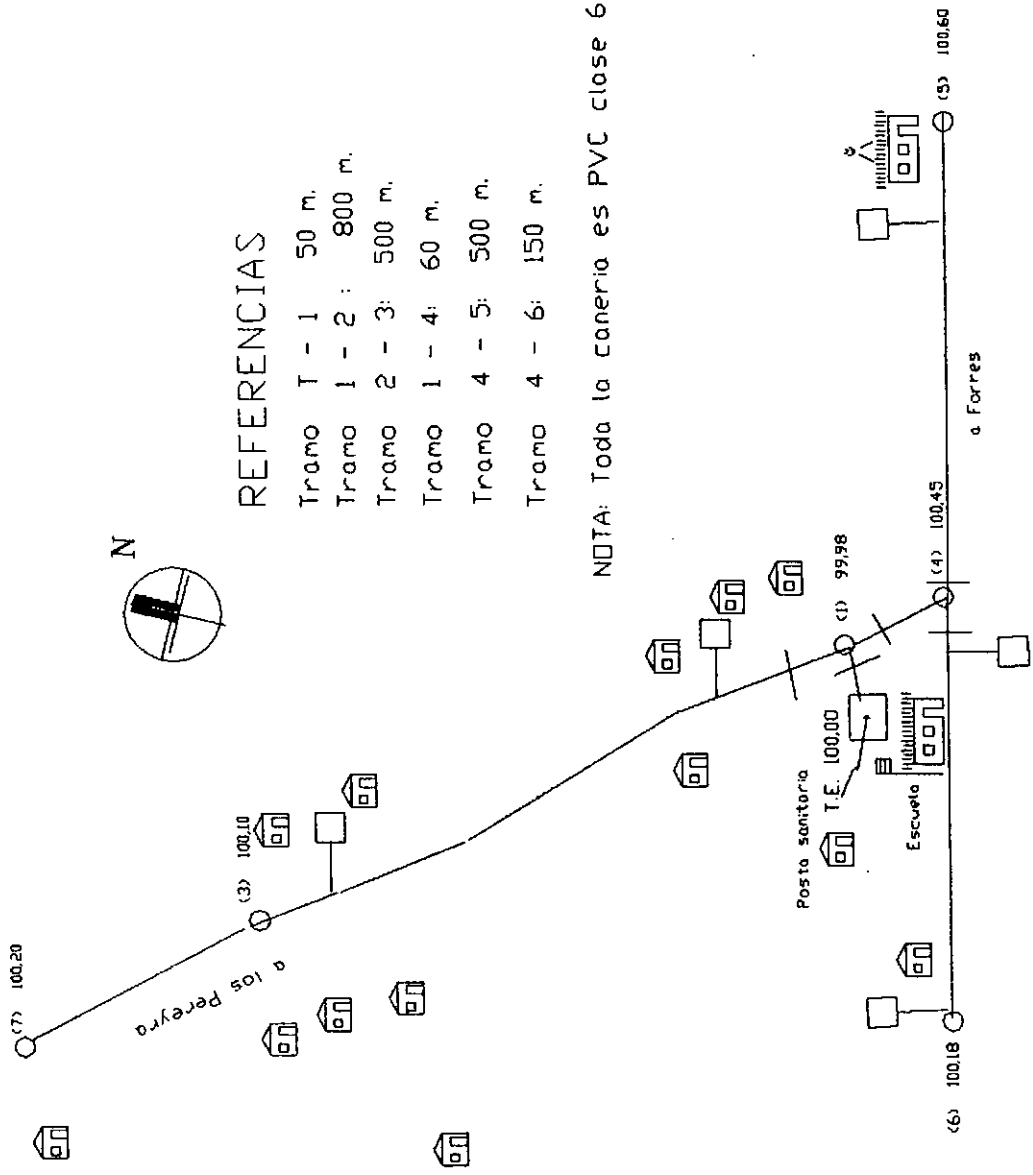 N
REFERENCIAS
Tramo T - 1 50 m.
Tramo 1 - 2 : 800 m.
Tramo 2 - 3: 500 m.
Tramo 1 - 4: 60 m.
Tramo 4 - 5: 500 m.
Tramo 4 - 6: 150 m.
NOTA: Toda la caneria es PVC clase 6
(7) 100,20
(3) 100,10
a los Pereyra
(1) 99,98
Posta sanitaria
T.E. 100,00
Escuela
(4) 100,45
(5) 100,60
a Forres
(6) 100,18